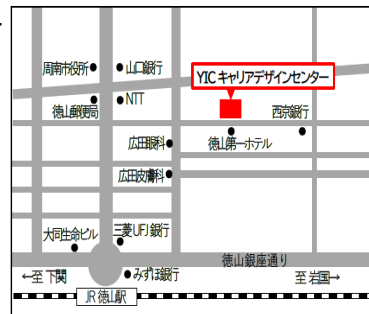 周南市役所
山口銀行
YIC キャリアデザインセンター
徳山郵便局
NTT
西京銀行
広田眼科
徳山第一ホテル
広田皮膚科
大同生命ビル
三菱UFJ銀行
徳山銀座通り
←至 下関
みずほ銀行
至 岩国→
JR 徳山駅